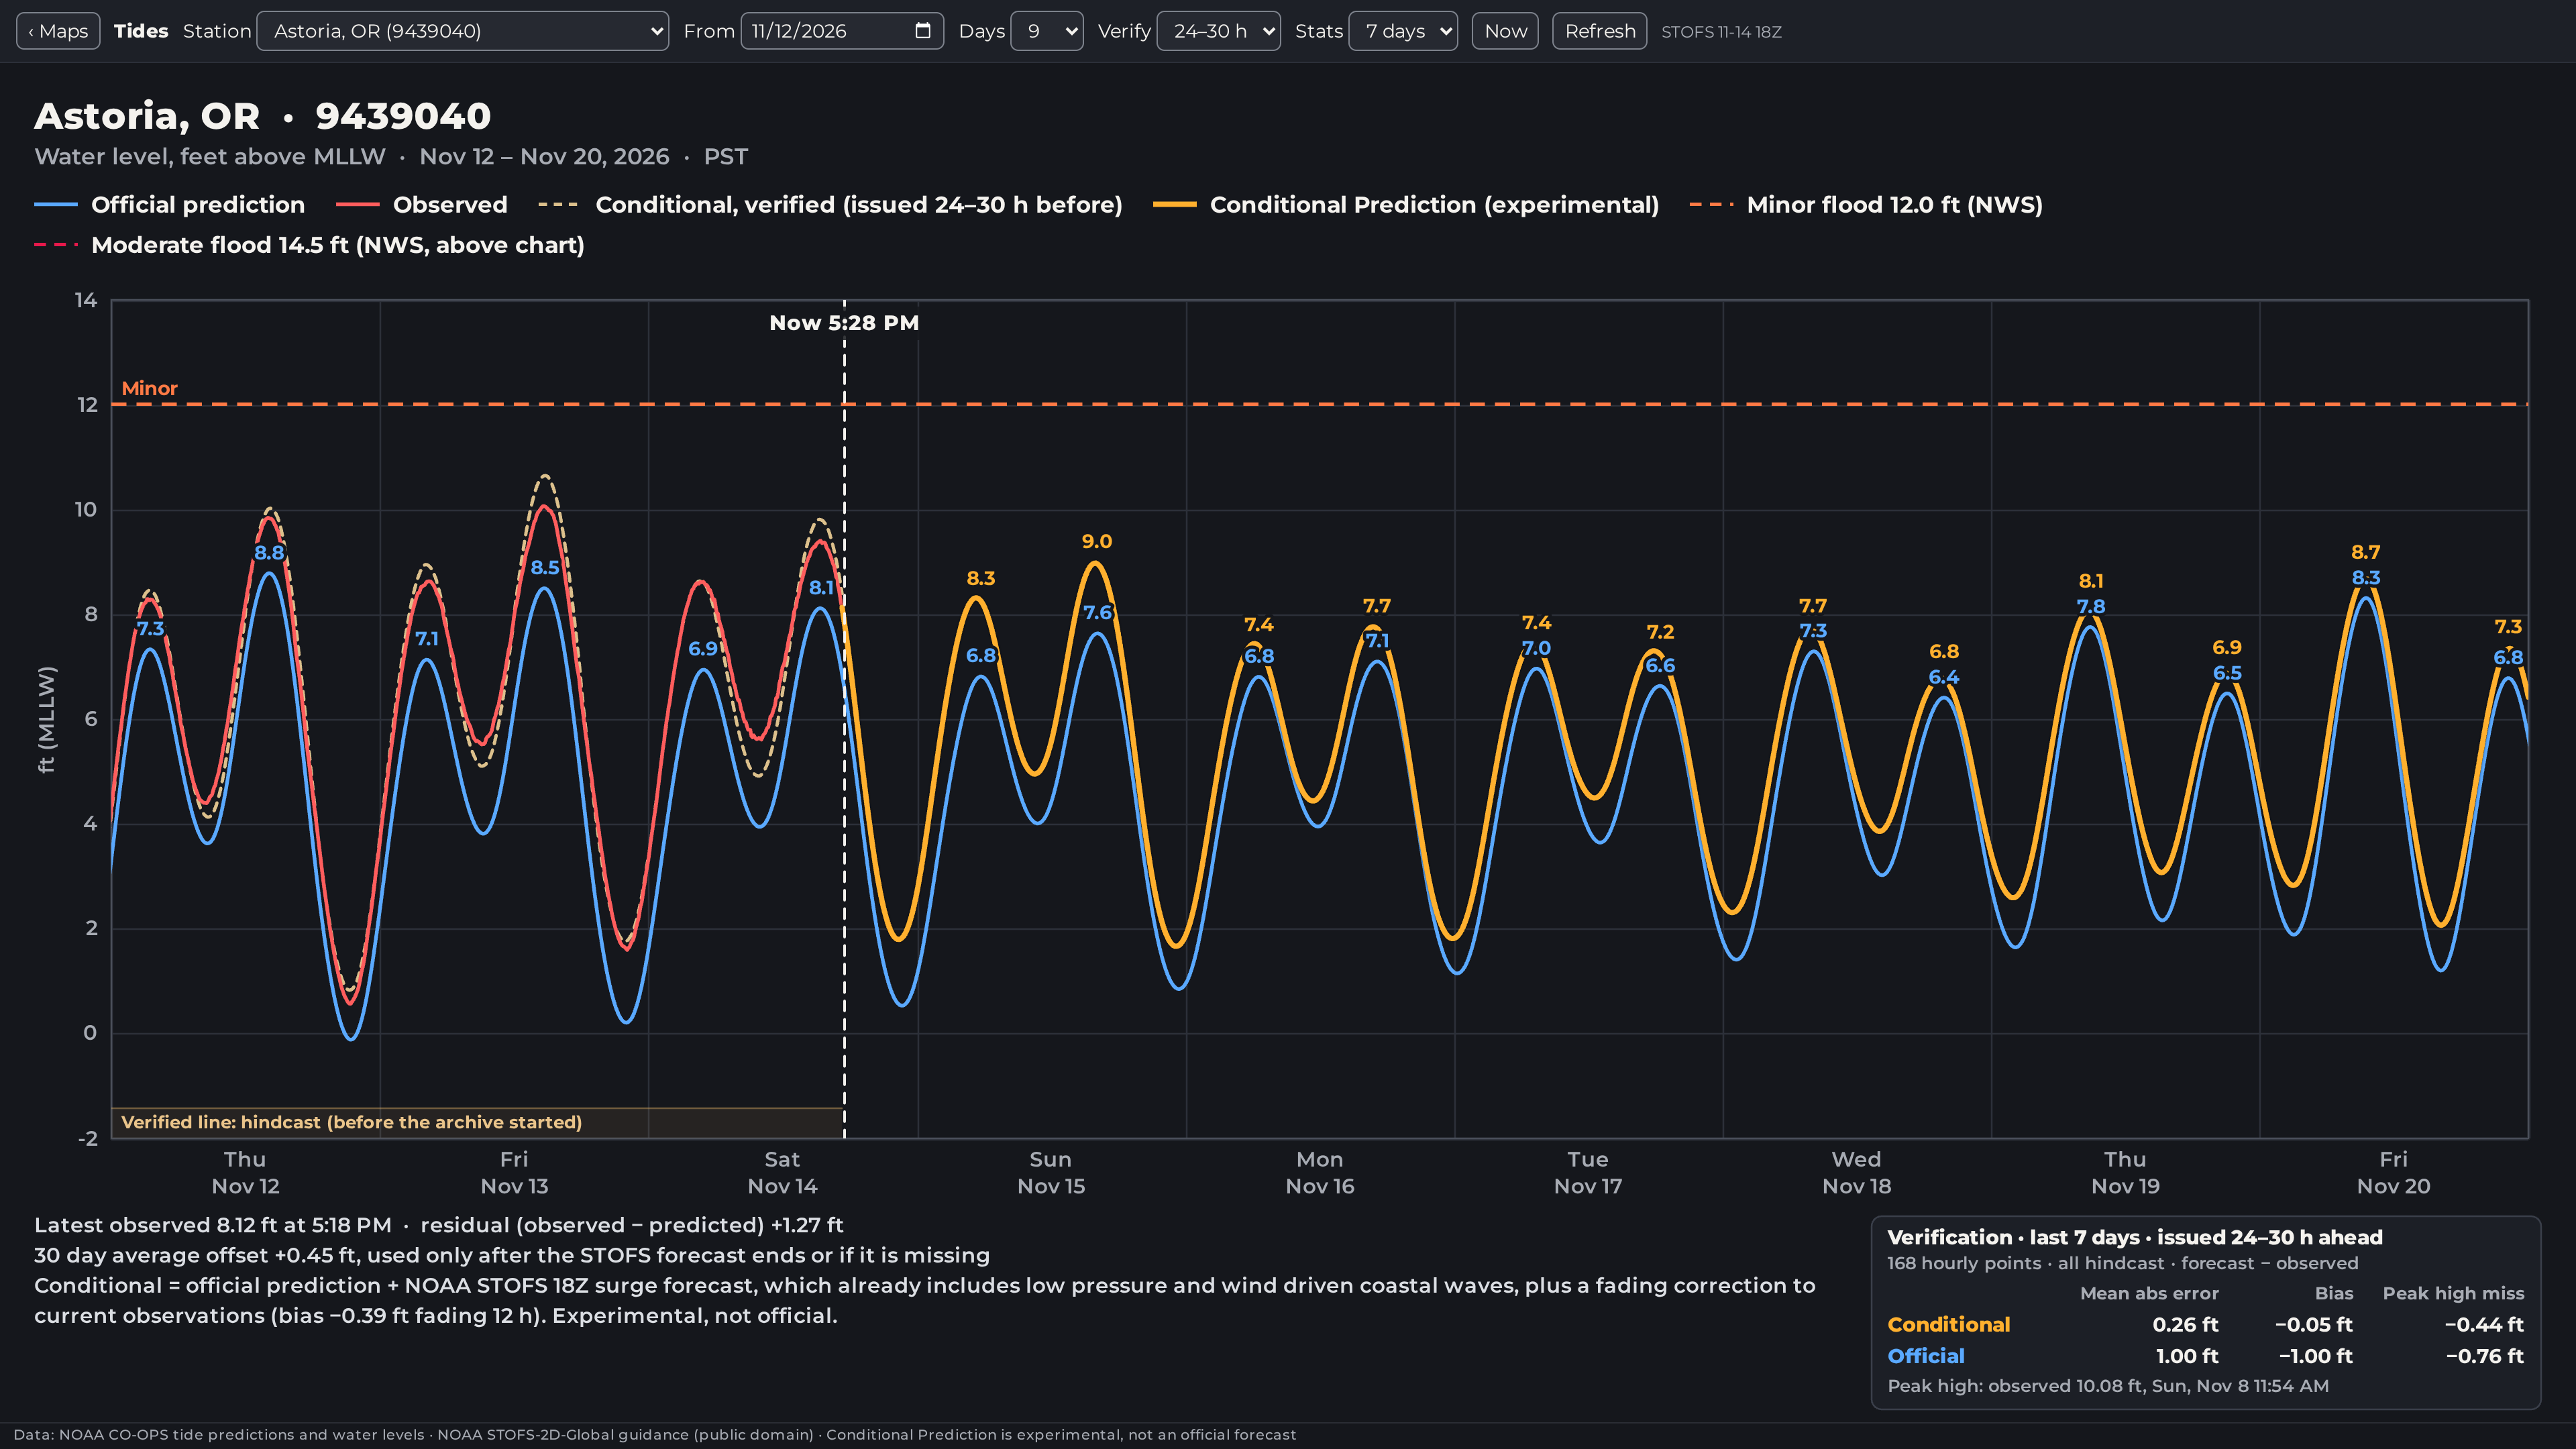 ‹ Maps Tides Station Astoria, OR (9439040) From 11/12/2026 Days 9 Verify 24–30 h Stats 7 days Now Refresh STOFS 11-14 18Z
Astoria, OR · 9439040
Water level, feet above MLLW · Nov 12 – Nov 20, 2026 · PST
Official prediction Observed Conditional, verified (issued 24–30 h before) Conditional Prediction (experimental) Minor flood 12.0 ft (NWS)
Moderate flood 14.5 ft (NWS, above chart)
14
Now 5:28 PM
Minor
12
10
8
6
4
2
0
-2
ft (MLLW)
7.3 8.8 7.1 8.5 6.9 8.1
8.3 9.0 7.4 7.7 7.4 7.2 7.7 6.8 8.1 6.9 8.7 7.3
6.8 7.6 6.8 7.1 7.0 6.6 7.3 6.4 7.8 6.5 8.3 6.8
Verified line: hindcast (before the archive started)
Thu Fri Sat Sun Mon Tue Wed Thu Fri
Nov 12 Nov 13 Nov 14 Nov 15 Nov 16 Nov 17 Nov 18 Nov 19 Nov 20
Latest observed 8.12 ft at 5:18 PM · residual (observed − predicted) +1.27 ft
30 day average offset +0.45 ft, used only after the STOFS forecast ends or if it is missing
Conditional = official prediction + NOAA STOFS 18Z surge forecast, which already includes low pressure and wind driven coastal waves, plus a fading correction to
current observations (bias −0.39 ft fading 12 h). Experimental, not official.
Verification · last 7 days · issued 24–30 h ahead
168 hourly points · all hindcast · forecast − observed
Mean abs error Bias Peak high miss
Conditional 0.26 ft −0.05 ft −0.44 ft
Official 1.00 ft −1.00 ft −0.76 ft
Peak high: observed 10.08 ft, Sun, Nov 8 11:54 AM
Data: NOAA CO-OPS tide predictions and water levels · NOAA STOFS-2D-Global guidance (public domain) · Conditional Prediction is experimental, not an official forecast